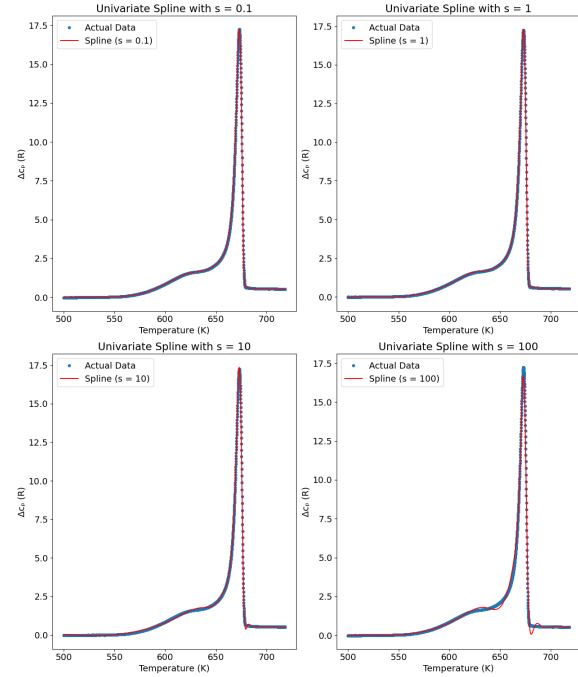 Univariate Spline with s = 0.1
Actual Data
Spline (s = 0.1)
Δcₚ (R)
17.5
15.0
12.5
10.0
7.5
5.0
2.5
0.0
500
550
600
650
700
Temperature (K)
Univariate Spline with s = 1
Actual Data
Spline (s = 1)
Δcₚ (R)
17.5
15.0
12.5
10.0
7.5
5.0
2.5
0.0
500
550
600
650
700
Temperature (K)
Univariate Spline with s = 10
Actual Data
Spline (s = 10)
Δcₚ (R)
17.5
15.0
12.5
10.0
7.5
5.0
2.5
0.0
500
550
600
650
700
Temperature (K)
Univariate Spline with s = 100
Actual Data
Spline (s = 100)
Δcₚ (R)
17.5
15.0
12.5
10.0
7.5
5.0
2.5
0.0
500
550
600
650
700
Temperature (K)